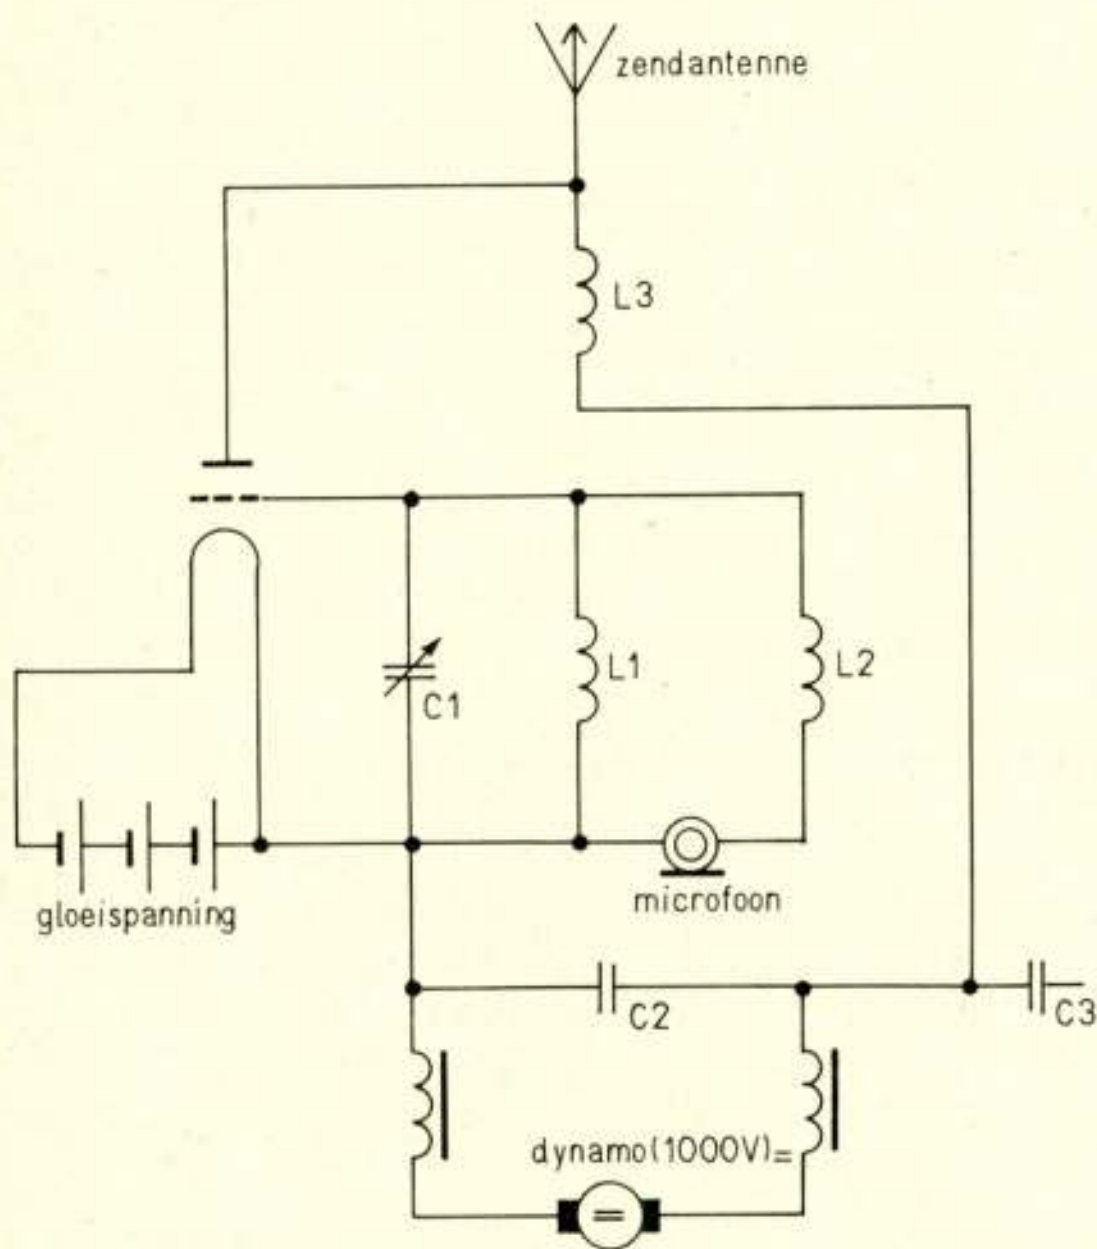 zendantenne
L3
L1
L2
C1
gloeispanning
microfoon
C2
C3
dynamo(1000V)=